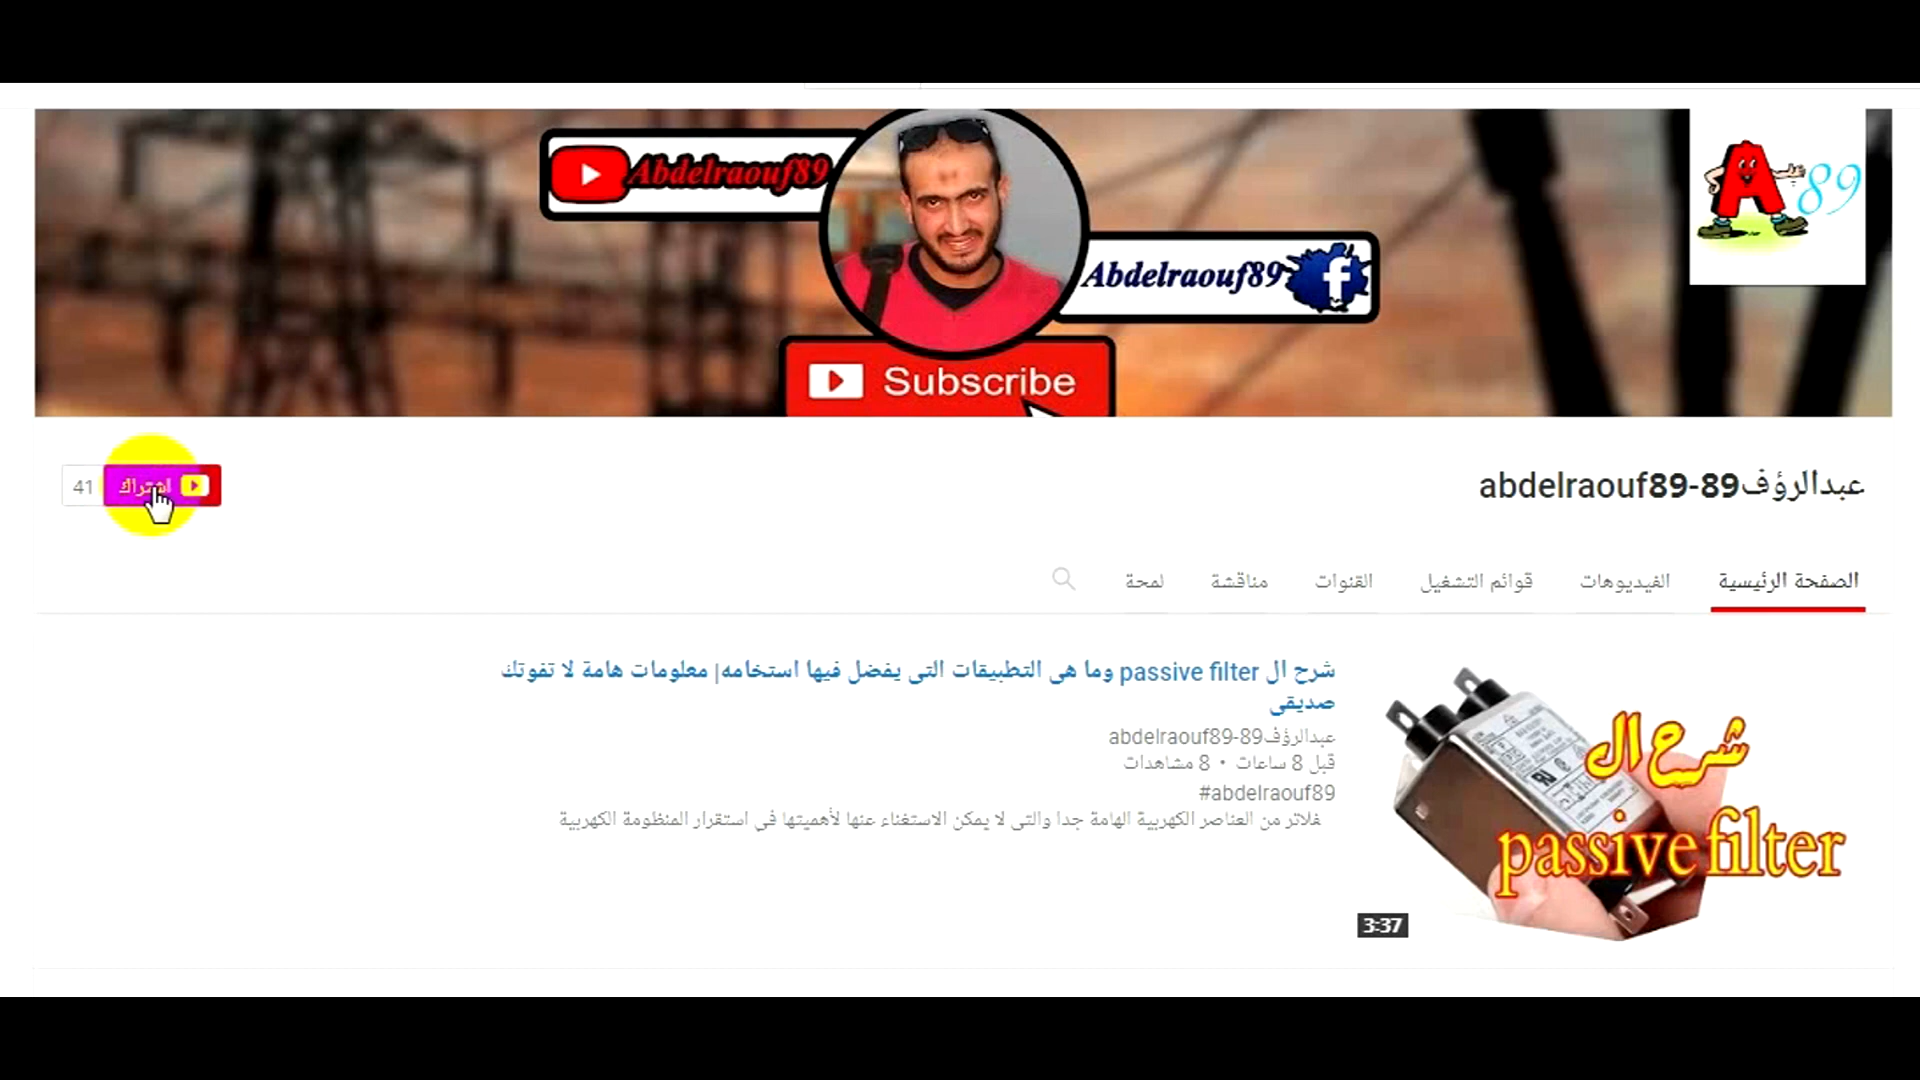 Abdelraouf89
Abdelraouf89
Subscribe
A 89
عبدالرؤف89-abdelraouf89
اشتراك 41
الصفحة الرئيسية الفيديوهات قوائم التشغيل القنوات مناقشة لمحة
شرح ال passive filter وما هى التطبيقات التى يفضل فيها استخامه| معلومات هامة لا تفوتك
صديقى
عبدالرؤف89-abdelraouf89
قبل 8 ساعات • 8 مشاهدات
#abdelraouf89
فلاتر من العناصر الكهربية الهامة جدا والتى لا يمكن الاستغناء عنها لأهميتها في استقرار المنظومة الكهربية
شرح ال
passive filter
3:37